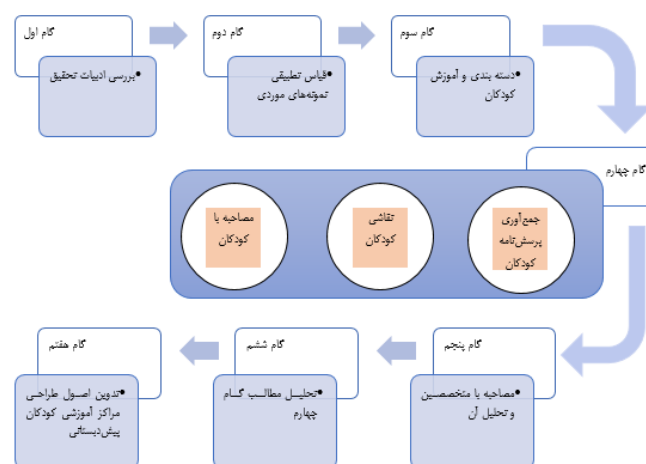 گام اول
•بررسی ادبیات تحقیق
گام دوم
•قیاس تطبیقی
نمونه‌های موردی
گام سوم
•دسته بندی و آموزش
کودکان
گام چهارم
جمع‌آوری
پرسش‌نامه
کودکان
نقاشی
کودکان
مصاحبه با
کودکان
گام پنجم
•مصاحبه با متخصصین
و تحلیل آن
گام ششم
•تحلیل مطالب گام
چهارم
گام هفتم
•تدوین اصول طراحی
مراکز آموزشی کودکان
پیش‌دبستانی